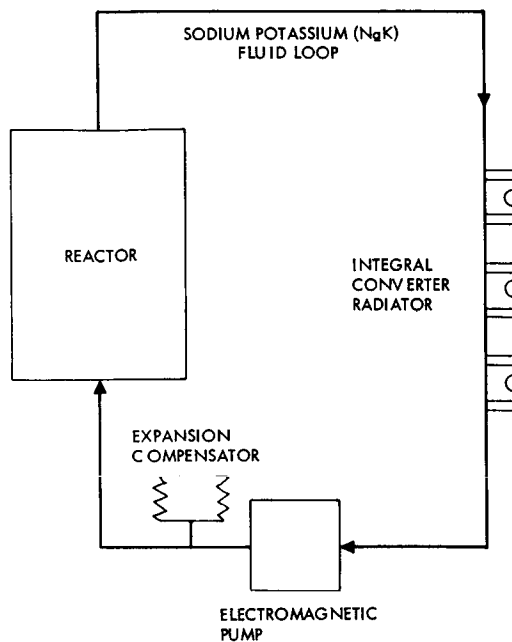 SODIUM POTASSIUM (NaK)
FLUID LOOP
REACTOR
INTEGRAL
CONVERTER
RADIATOR
EXPANSION
COMPENSATOR
ELECTROMAGNETIC
PUMP